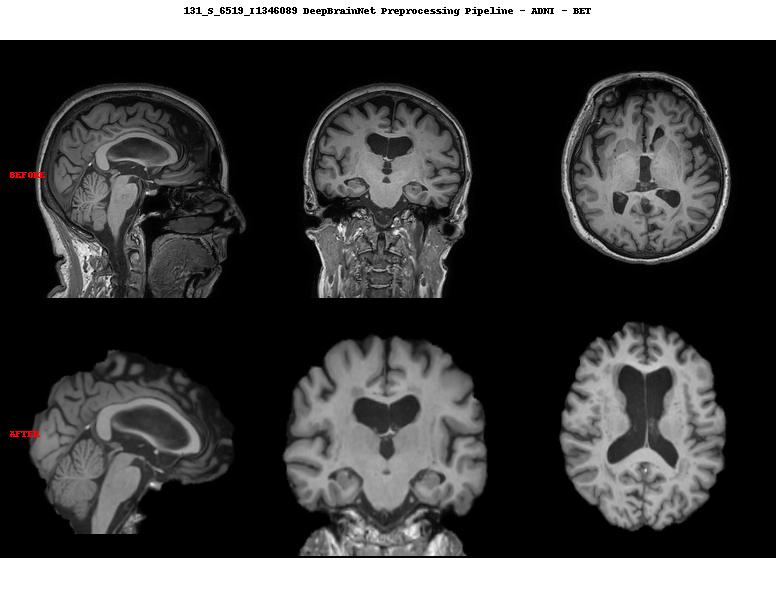 131_S_6519_I1346089 DeepBrainNet Preprocessing Pipeline - ADNI - BET
BEFORE
AFTER